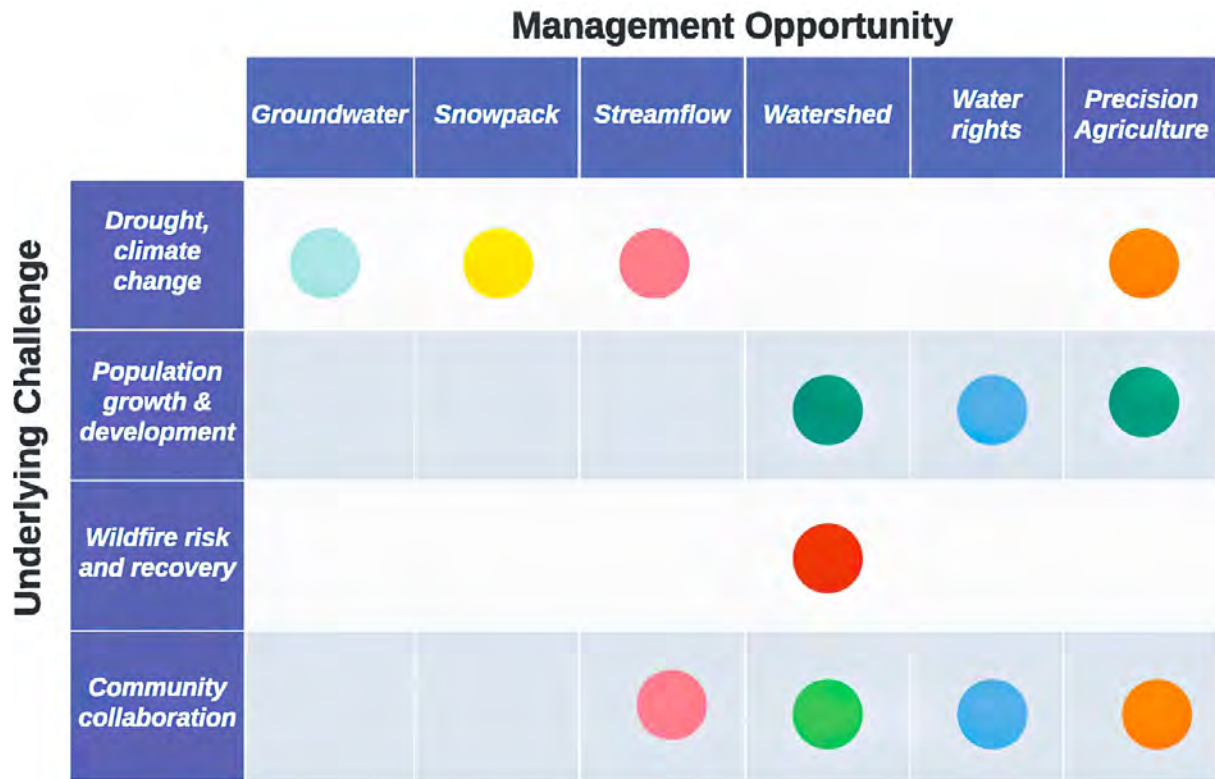 Management Opportunity
Groundwater
Snowpack
Streamflow
Watershed
Water
rights
Precision
Agriculture
Underlying Challenge
Drought,
climate
change
Population
growth &
development
Wildfire risk
and recovery
Community
collaboration